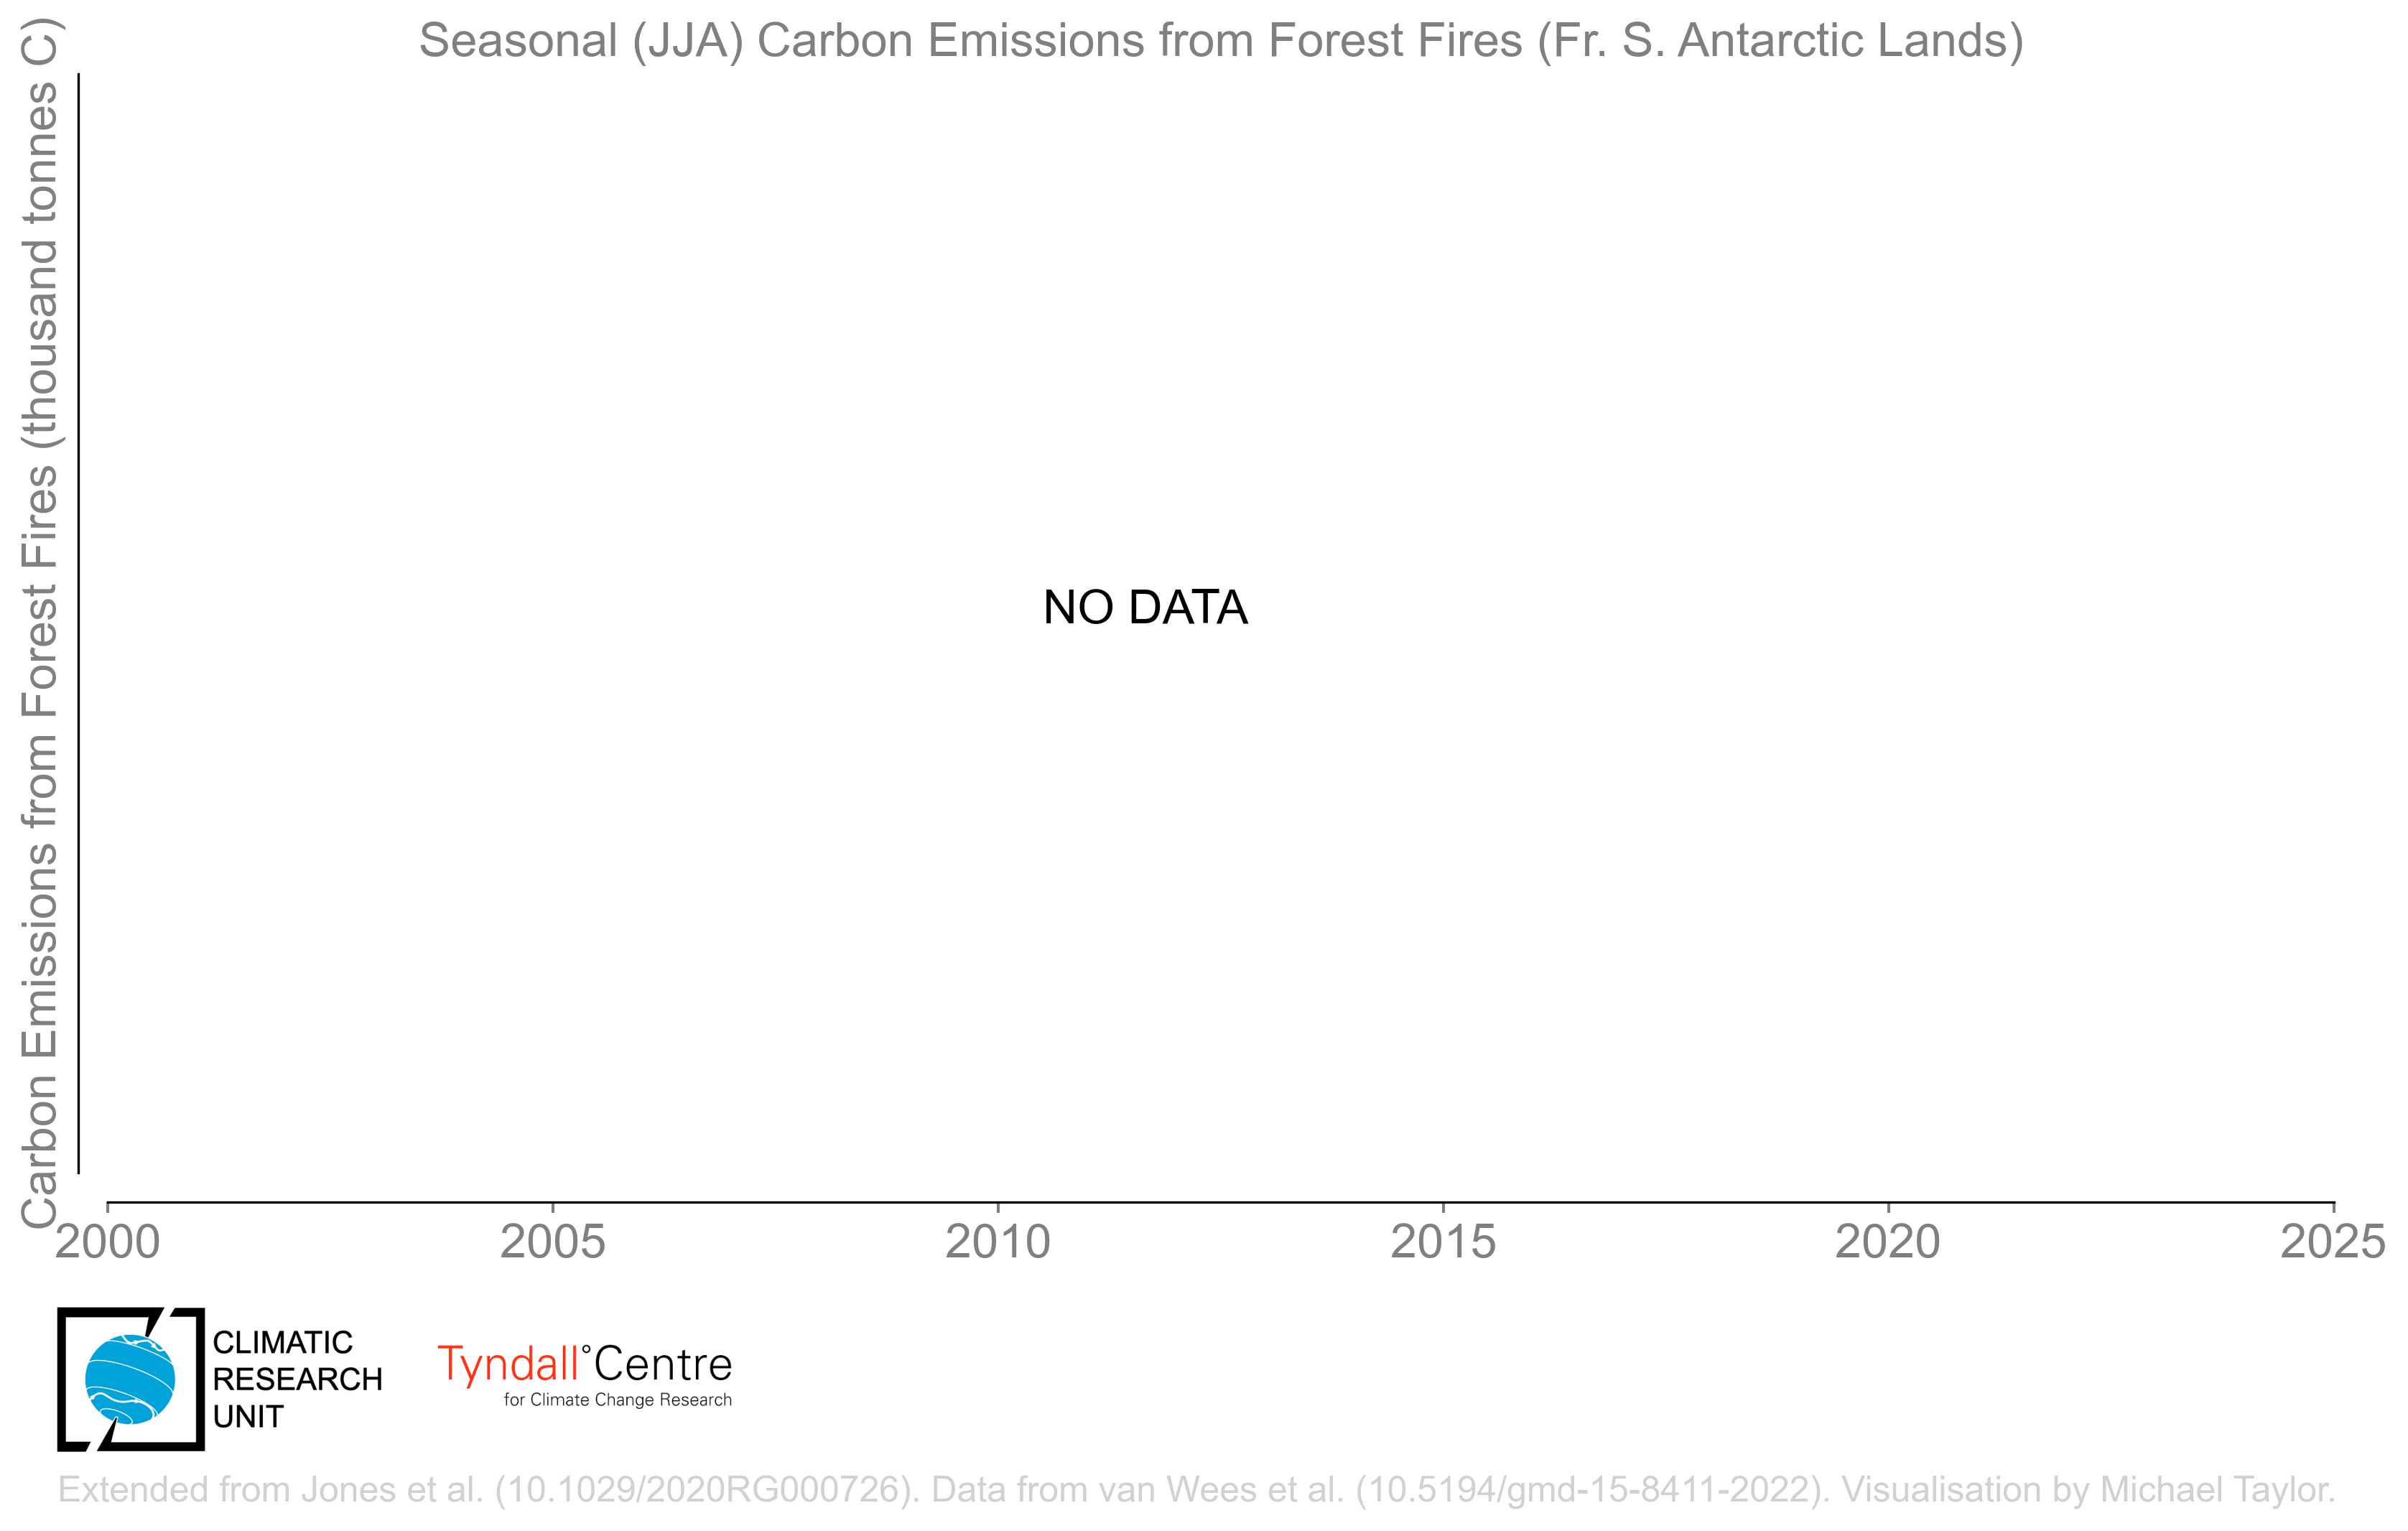 Seasonal (JJA) Carbon Emissions from Forest Fires (Fr. S. Antarctic Lands)
Carbon Emissions from Forest Fires (thousand tonnes C)
NO DATA
2000 2005 2010 2015 2020 2025
CLIMATIC
RESEARCH
UNIT
Tyndall°Centre
for Climate Change Research
Extended from Jones et al. (10.1029/2020RG000726). Data from van Wees et al. (10.5194/gmd-15-8411-2022). Visualisation by Michael Taylor.